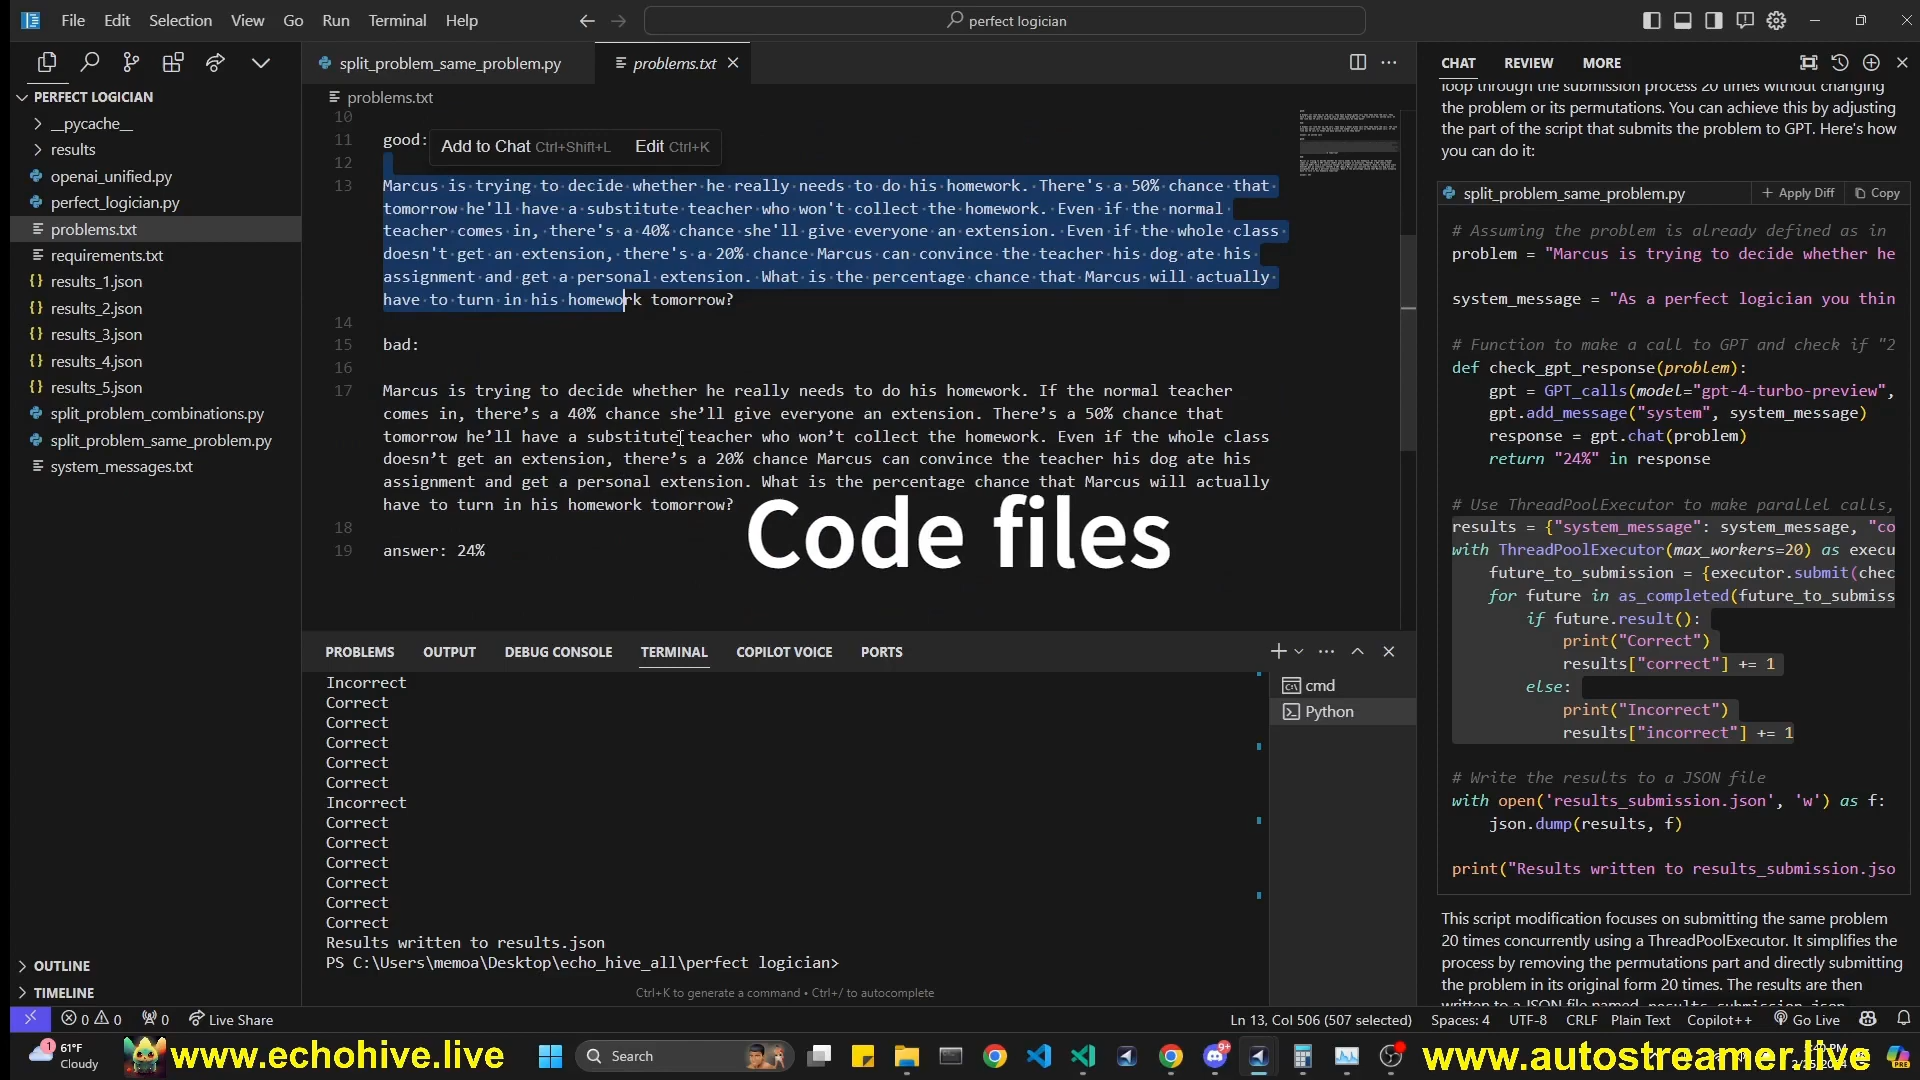 File Edit Selection View Go Run Terminal Help
perfect logician
PERFECT LOGICIAN
__pycache__
results
openai_unified.py
perfect_logician.py
problems.txt
requirements.txt
results_1.json
results_2.json
results_3.json
results_4.json
results_5.json
split_problem_combinations.py
split_problem_same_problem.py
system_messages.txt
OUTLINE
TIMELINE
split_problem_same_problem.py problems.txt
problems.txt
10
11 good:
Add to Chat Ctrl+Shift+L Edit Ctrl+K
12
13 Marcus is trying to decide whether he really needs to do his homework. There's a 50% chance that
tomorrow he'll have a substitute teacher who won't collect the homework. Even if the normal
teacher comes in, there's a 40% chance she'll give everyone an extension. Even if the whole class
doesn't get an extension, there's a 20% chance Marcus can convince the teacher his dog ate his
assignment and get a personal extension. What is the percentage chance that Marcus will actually
have to turn in his homework tomorrow?
14
15 bad:
16
17 Marcus is trying to decide whether he really needs to do his homework. If the normal teacher
comes in, there’s a 40% chance she’ll give everyone an extension. There’s a 50% chance that
tomorrow he’ll have a substitute teacher who won’t collect the homework. Even if the whole class
doesn’t get an extension, there’s a 20% chance Marcus can convince the teacher his dog ate his
assignment and get a personal extension. What is the percentage chance that Marcus will actually
have to turn in his homework tomorrow?
18
19 answer: 24%
Code files
PROBLEMS OUTPUT DEBUG CONSOLE TERMINAL COPILOT VOICE PORTS
Incorrect
Correct
Correct
Correct
Correct
Correct
Incorrect
Correct
Correct
Correct
Correct
Correct
Correct
Results written to results.json
PS C:\Users\memoa\Desktop\echo_hive_all\perfect logician>
Ctrl+K to generate a command • Ctrl+/ to autocomplete
cmd
Python
CHAT REVIEW MORE
loop through the submission process 20 times without changing
the problem or its permutations. You can achieve this by adjusting
the part of the script that submits the problem to GPT. Here's how
you can do it:
split_problem_same_problem.py + Apply Diff Copy
# Assuming the problem is already defined as in
problem = "Marcus is trying to decide whether he
system_message = "As a perfect logician you thin
# Function to make a call to GPT and check if "2
def check_gpt_response(problem):
gpt = GPT_calls(model="gpt-4-turbo-preview",
gpt.add_message("system", system_message)
response = gpt.chat(problem)
return "24%" in response
# Use ThreadPoolExecutor to make parallel calls,
results = {"system_message": system_message, "co
with ThreadPoolExecutor(max_workers=20) as execu
future_to_submission = {executor.submit(chec
for future in as_completed(future_to_submiss
if future.result():
print("Correct")
results["correct"] += 1
else:
print("Incorrect")
results["incorrect"] += 1
# Write the results to a JSON file
with open('results_submission.json', 'w') as f:
json.dump(results, f)
print("Results written to results_submission.jso
This script modification focuses on submitting the same problem
20 times concurrently using a ThreadPoolExecutor. It simplifies the
process by removing the permutations part and directly submitting
the problem in its original form 20 times. The results are then
written to a JSON file named results_submission.json
0 0 0 Live Share
Ln 13, Col 506 (507 selected) Spaces: 4 UTF-8 CRLF Plain Text Copilot++ Go Live
1 61°F
Cloudy
www.echohive.live
Search
9+
www.autostreamer.live
PRE